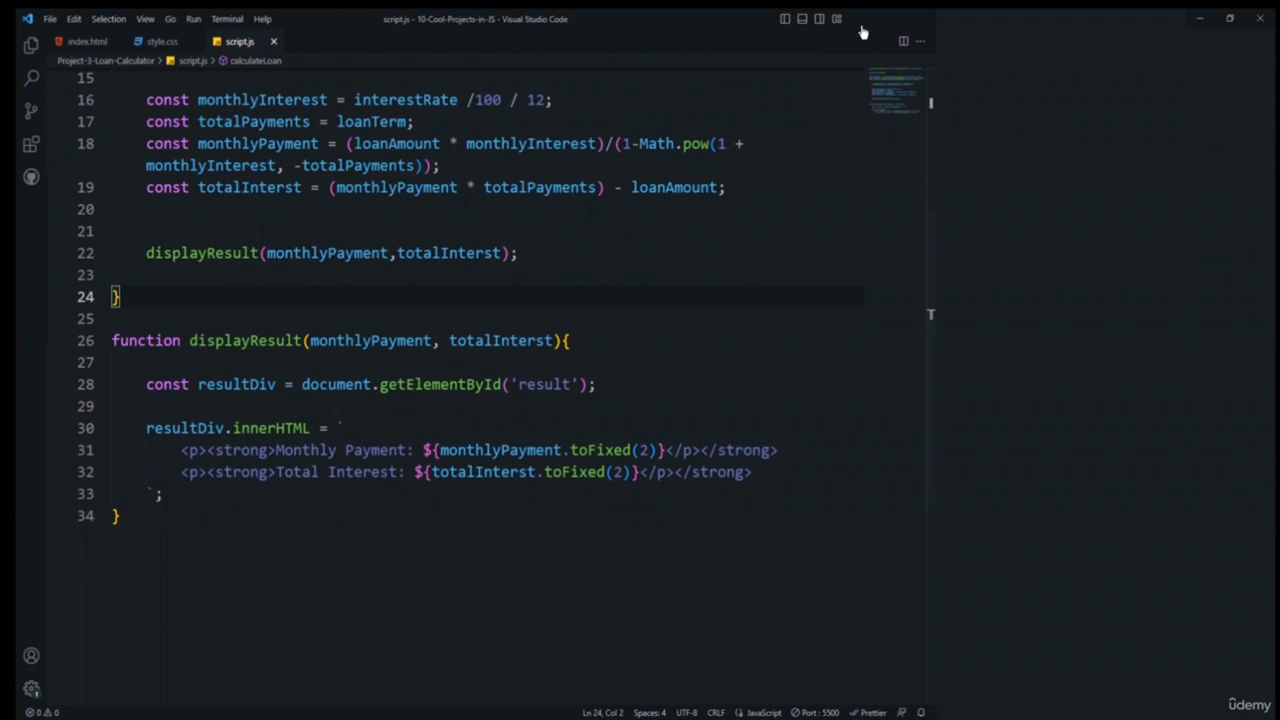 File Edit Selection View Go Run Terminal Help
script.js - 10-Cool-Projects-in-JS - Visual Studio Code
index.html style.css script.js
Project-3-Loan-Calculator > script.js > calculateLoan
15
16 const monthlyInterest = interestRate /100 / 12;
17 const totalPayments = loanTerm;
18 const monthlyPayment = (loanAmount * monthlyInterest)/(1-Math.pow(1 +
monthlyInterest, -totalPayments));
19 const totalInterst = (monthlyPayment * totalPayments) - loanAmount;
20
21
22 displayResult(monthlyPayment,totalInterst);
23
24 }
25
26 function displayResult(monthlyPayment, totalInterst){
27
28 const resultDiv = document.getElementById('result');
29
30 resultDiv.innerHTML = `
31 <p><strong>Monthly Payment: ${monthlyPayment.toFixed(2)}</p></strong>
32 <p><strong>Total Interest: ${totalInterst.toFixed(2)}</p></strong>
33 `;
34 }
0 0 Ln 24, Col 2 Spaces: 4 UTF-8 CRLF JavaScript Port : 5500 Prettier
ûdemy